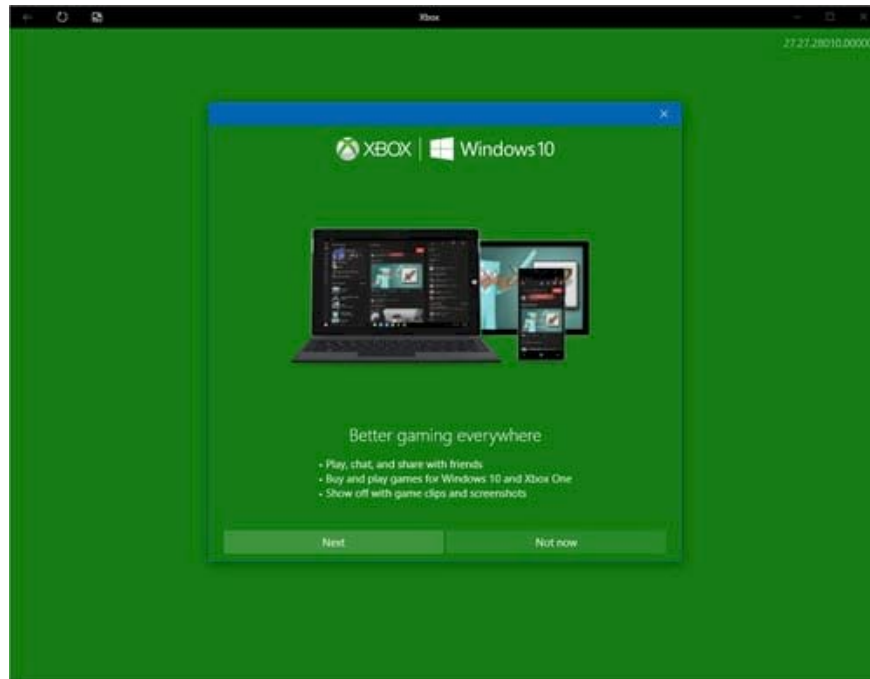 Xbox
27.27.28010.00000
XBOX | Windows 10
Better gaming everywhere
• Play, chat, and share with friends
• Buy and play games for Windows 10 and Xbox One
• Show off with game clips and screenshots
Next
Not now